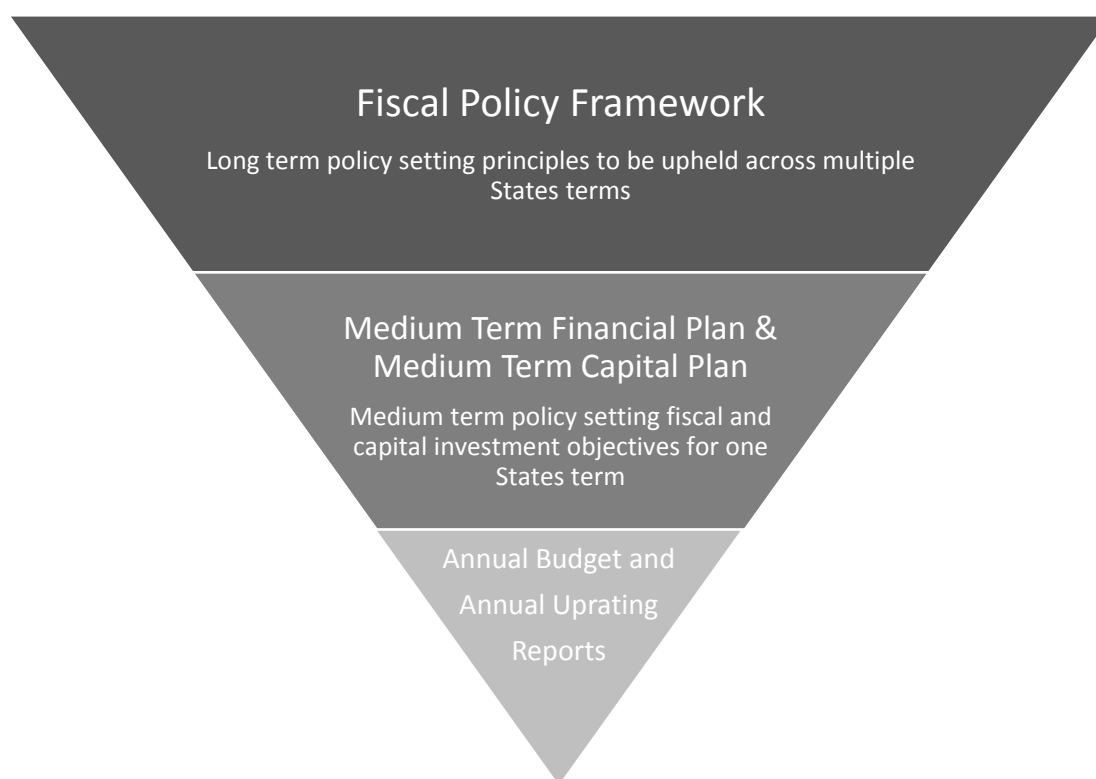 Fiscal Policy Framework
Long term policy setting principles to be upheld across multiple
States terms
Medium Term Financial Plan &
Medium Term Capital Plan
Medium term policy setting fiscal and
capital investment objectives for one
States term
Annual Budget and
Annual Uprating
Reports